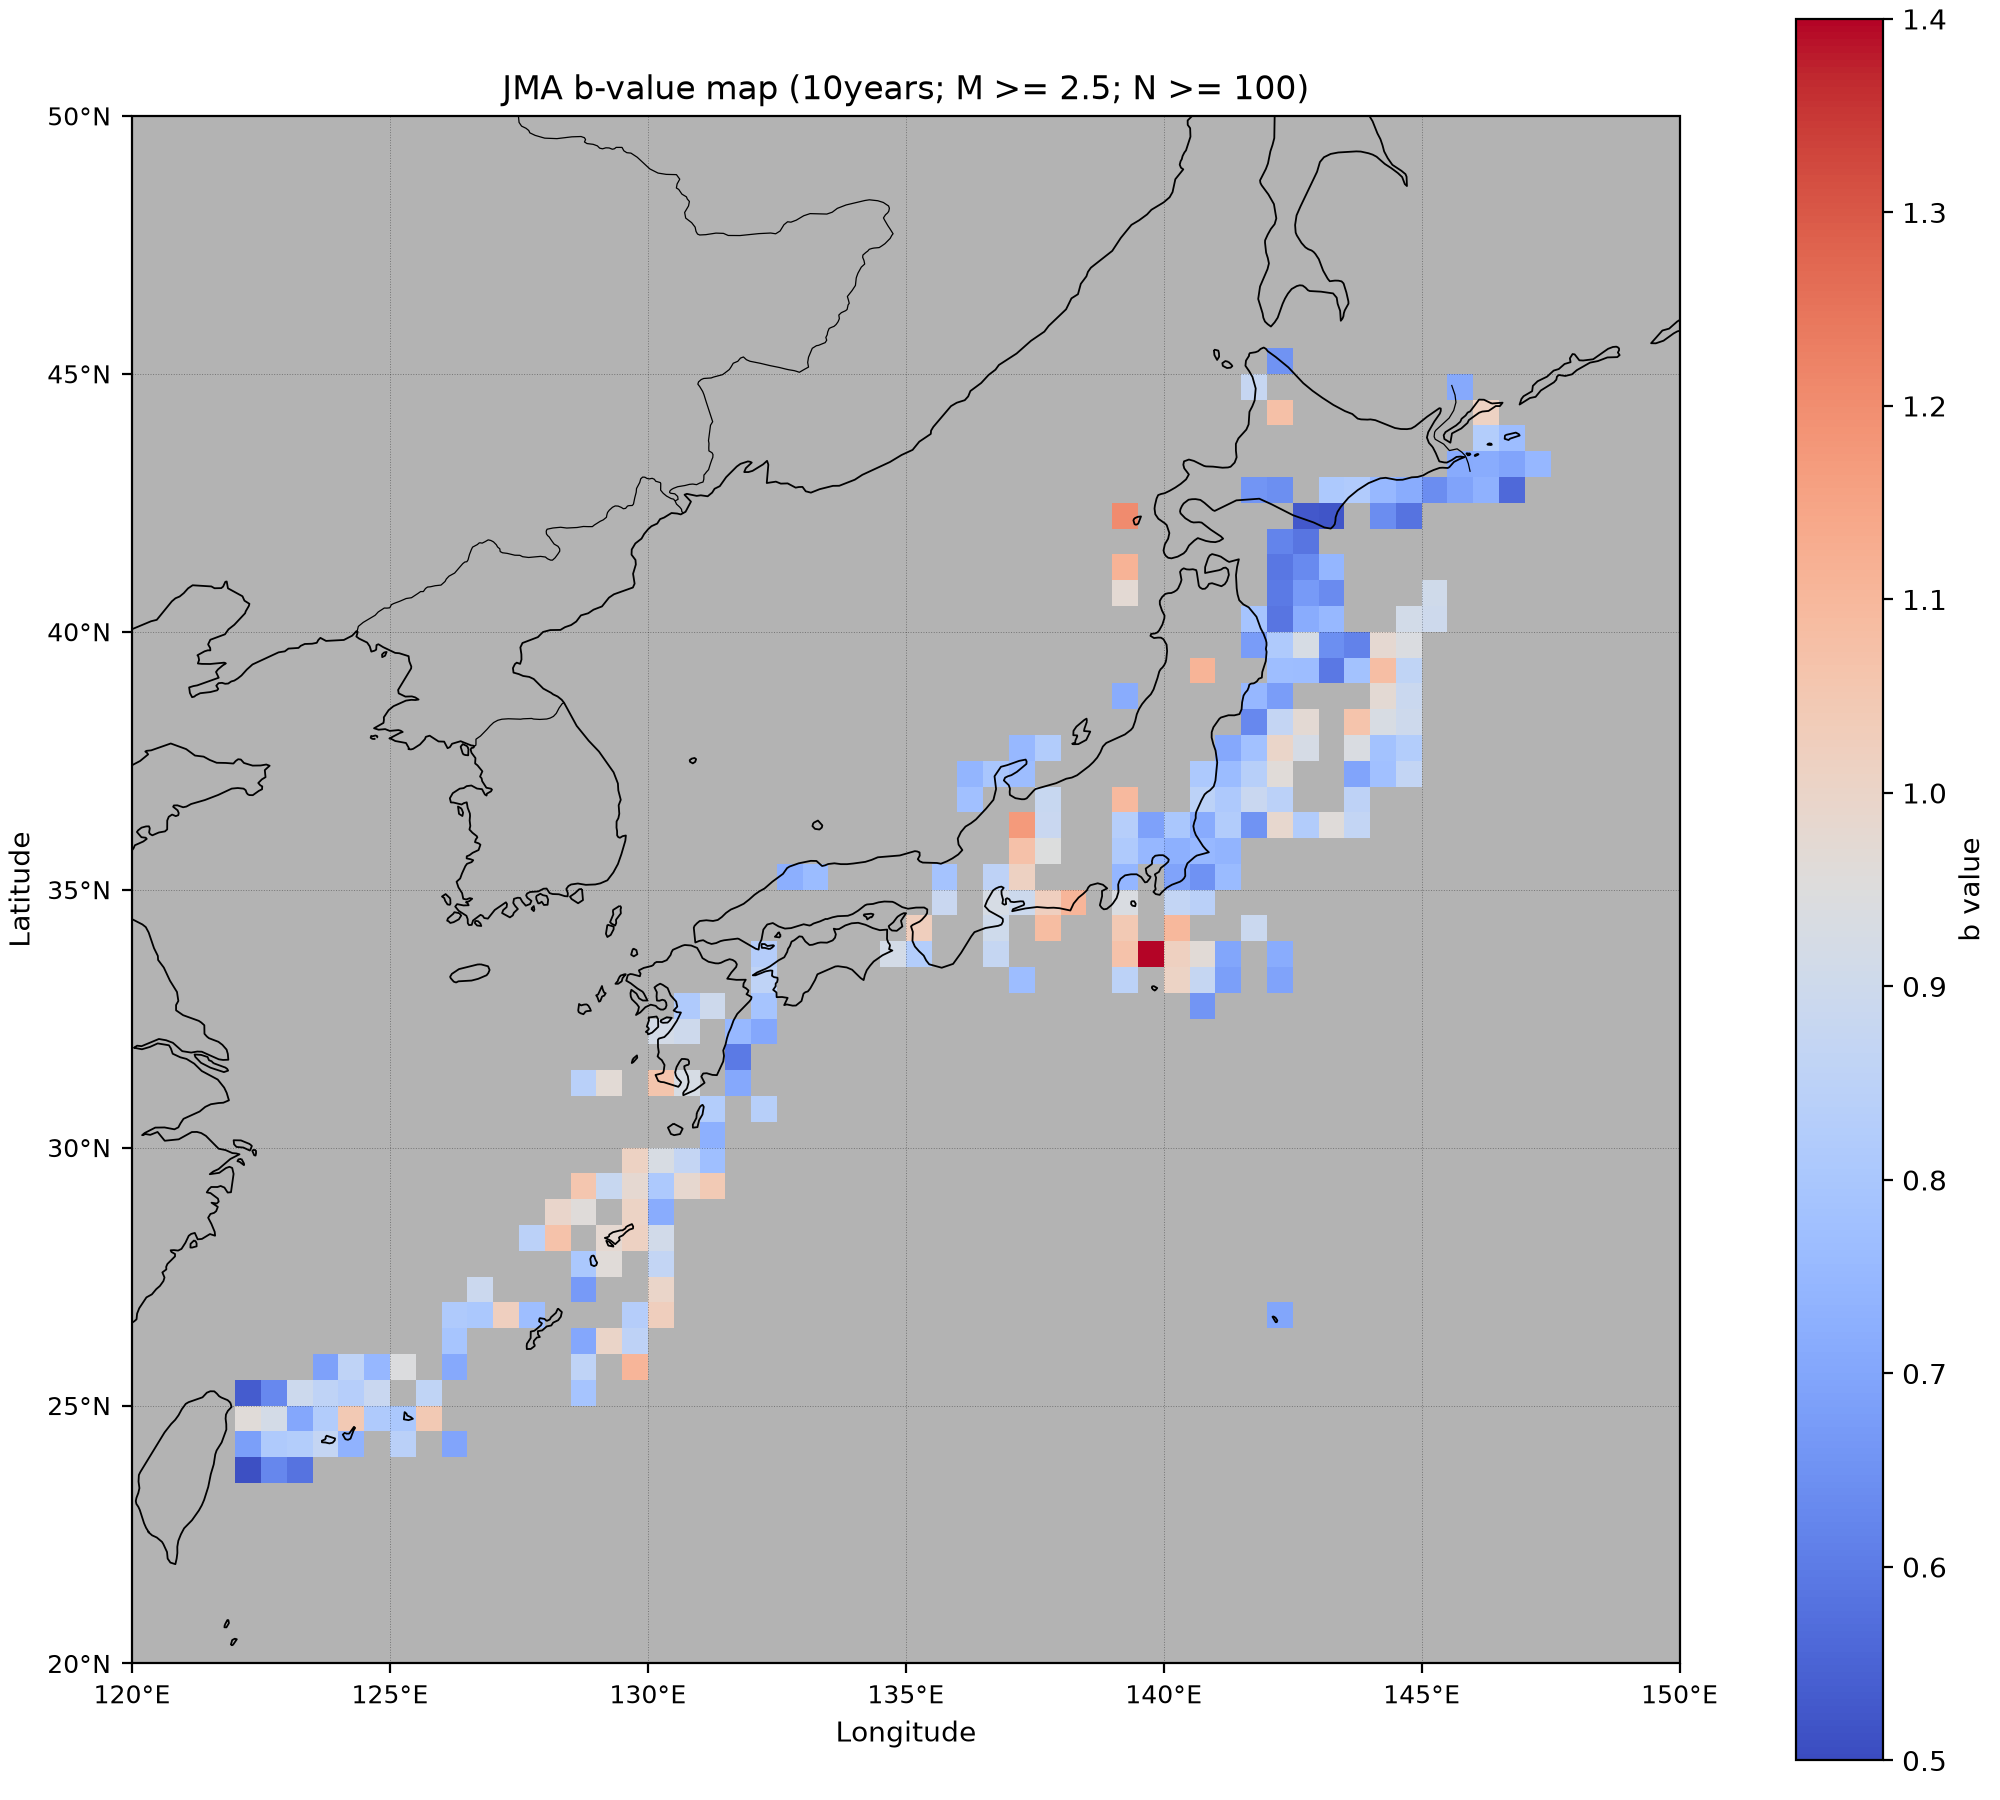 JMA b-value map (10years; M >= 2.5; N >= 100)
50°N
45°N
40°N
35°N
30°N
25°N
20°N
Latitude
120°E
125°E
130°E
135°E
140°E
145°E
150°E
Longitude
1.4
1.3
1.2
1.1
1.0
0.9
0.8
0.7
0.6
0.5
b value